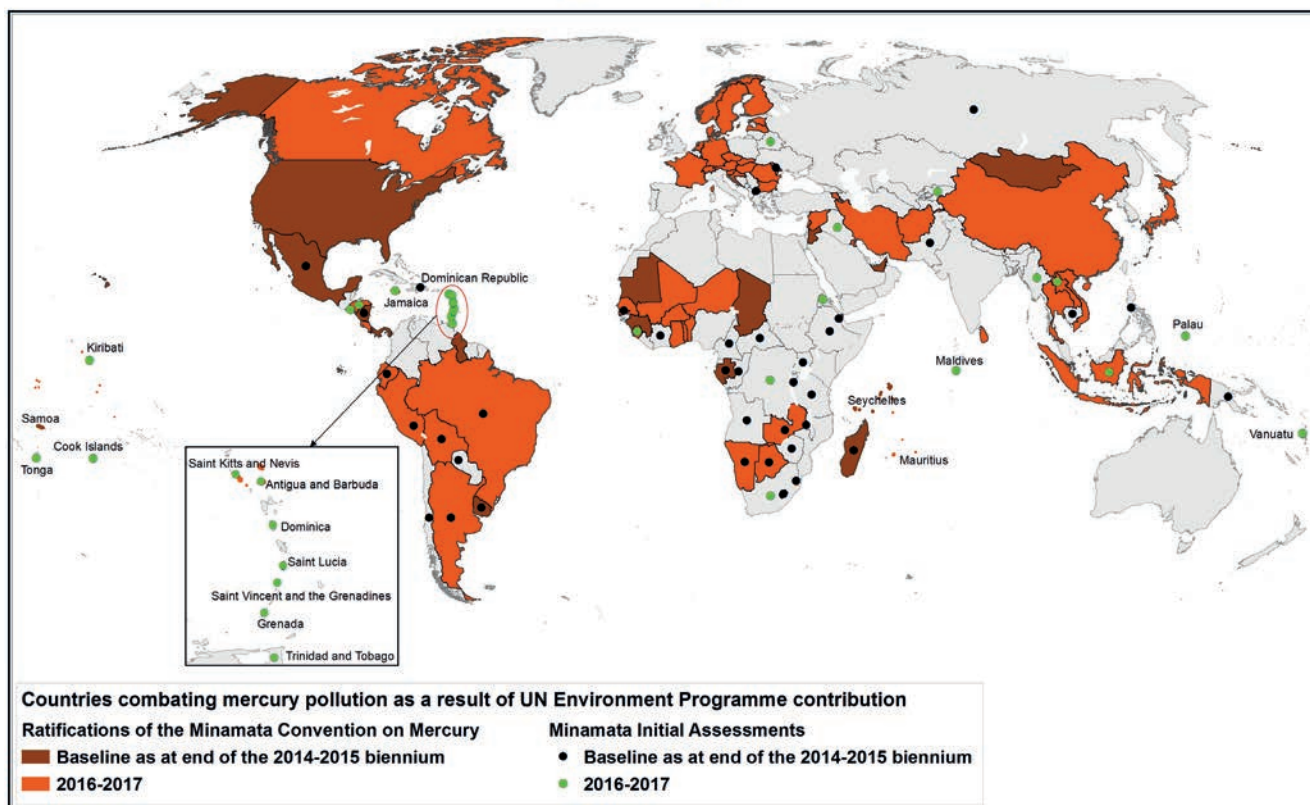 Dominican Republic
Jamaica
Kiribati
Palau
Maldives
Seychelles
Samoa
Cook Islands
Tonga
Vanuatu
Mauritius
Saint Kitts and Nevis
Antigua and Barbuda
Dominica
Saint Lucia
Saint Vincent and the Grenadines
Grenada
Trinidad and Tobago
Countries combating mercury pollution as a result of UN Environment Programme contribution
Ratifications of the Minamata Convention on Mercury
Baseline as at end of the 2014-2015 biennium
2016-2017
Minamata Initial Assessments
Baseline as at end of the 2014-2015 biennium
2016-2017